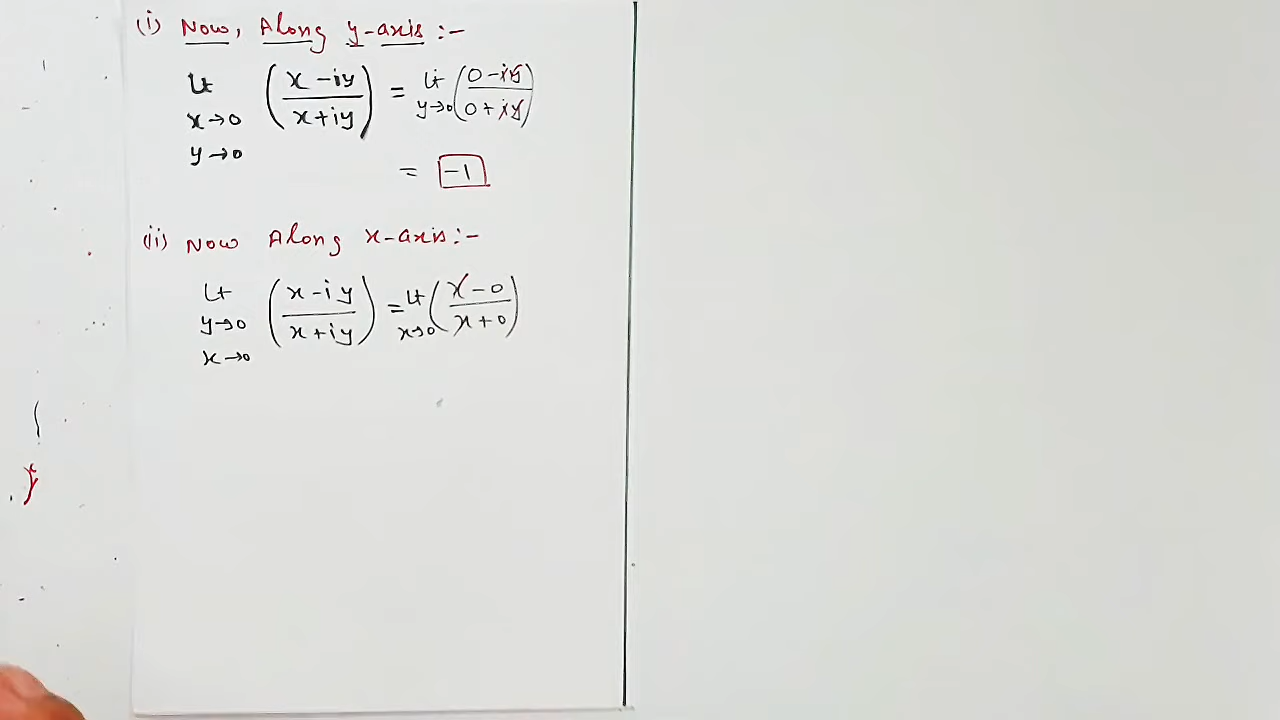 (i) Now, Along y-axis :-
Lt x→0 y→0 (x-iy / x+iy) = Lt y→0 (0-iy / 0+iy)
= -1
(ii) Now Along x-axis:-
Lt y→0 x→0 (x-iy / x+iy) = Lt x→0 (x-0 / x+0)